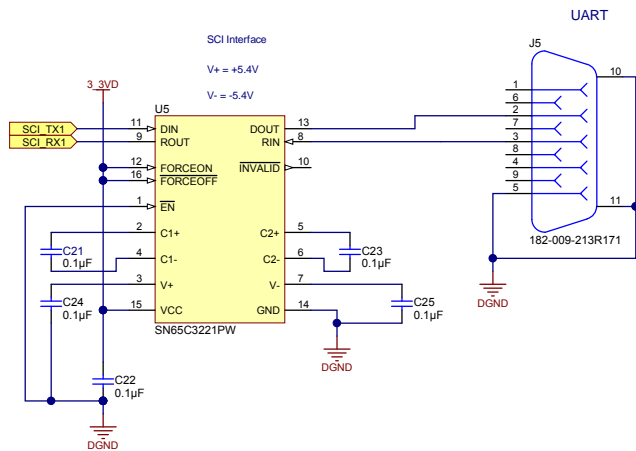 UART
SCI Interface
V+ = +5.4V
V- = -5.4V
J5
3_3VD
U5
10
1
6
2
7
3
8
4
9
5
11
182-009-213R171
SCI_TX1
SCI_RX1
11 DIN DOUT 13
9 ROUT RIN 8
12 FORCEON INVALID 10
16 FORCEOFF
1 EN
2 C1+ C2+ 5
4 C1- C2- 6
3 V+ V- 7
15 VCC GND 14
SN65C3221PW
C21
0.1µF
C23
0.1µF
C24
0.1µF
C25
0.1µF
C22
0.1µF
DGND
DGND
DGND